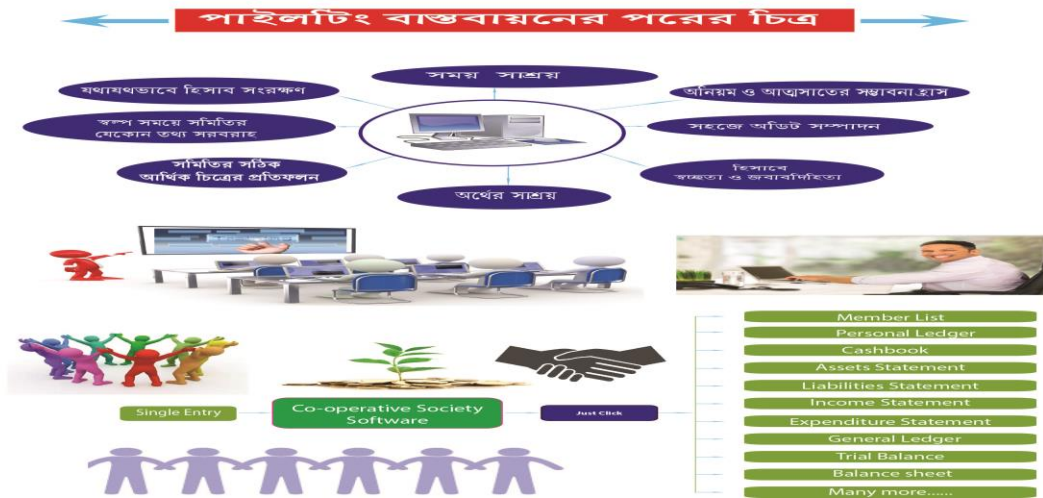 পাইলটিং বাস্তবায়নের পরের চিত্র
সময় সাশ্রয়
যথাযথভাবে হিসাব সংরক্ষণ
অনিয়ম ও আত্মসাতের সম্ভাবনা হ্রাস
স্বল্প সময়ে সমিতির
যেকোন তথ্য সরবরাহ
সহজে অডিট সম্পাদন
সমিতির সঠিক
আর্থিক চিত্রের প্রতিফলন
হিসাবে
স্বচ্ছতা ও জবাবদিহিতা
অর্থের সাশ্রয়
Single Entry
Co-operative Society
Software
Just Click
Member List
Personal Ledger
Cashbook
Assets Statement
Liabilities Statement
Income Statement
Expenditure Statement
General Ledger
Trial Balance
Balance sheet
Many more......